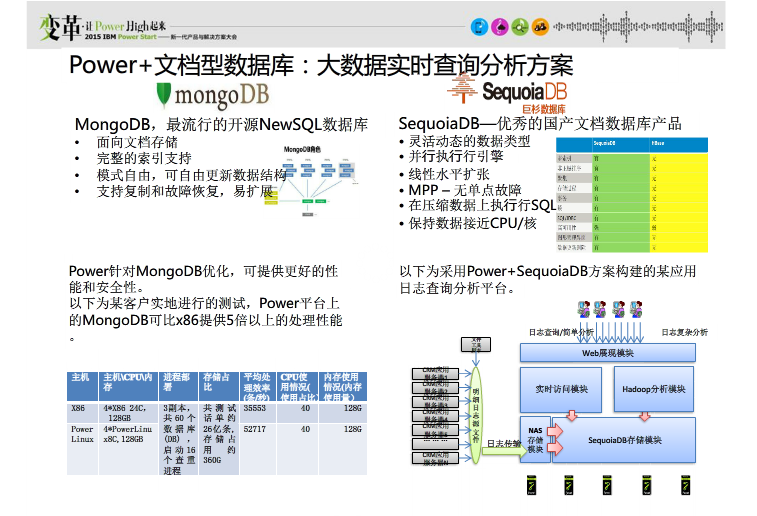 变革·让Power High起来
2015 IBM Power Start —— 新一代产品与解决方案大会
Power+文档型数据库：大数据实时查询分析方案
mongoDB
MongoDB，最流行的开源NewSQL数据库
• 面向文档存储
• 完整的索引支持
• 模式自由，可自由更新数据结构
• 支持复制和故障恢复，易扩展
MongoDB角色
Power针对MongoDB优化，可提供更好的性
能和安全性。
以下为某客户实地进行的测试，Power平台上
的MongoDB可比x86提供5倍以上的处理性能
。
主机 主机\CPU\内存 进程部署 存储占比 平均处理效率(条/秒) CPU使用情况(使用占比) 内存使用情况(内存使用量)
X86 4*X86 24C, 128GB 3副本，共60个数据库(DB)，启动16个查重进程 共测试话单的26亿条,存储占用的360G 35553 40 128G
Power Linux 4*PowerLinux8C,128GB 52717 40 128G
SequoiaDB
巨杉数据库
SequoiaDB—优秀的国产文档数据库产品
• 灵活动态的数据类型
• 并行执行行引擎
• 线性水平扩张
• MPP – 无单点故障
• 在压缩数据上执行行SQL
• 保持数据接近CPU/核
SequoiaDB HBase
以下为采用Power+SequoiaDB方案构建的某应用
日志查询分析平台。
日志查询/简单分析
日志复杂分析
Web展现模块
实时访问模块
Hadoop分析模块
NAS存储模块
SequoiaDB存储模块
明细日志源文件
日志传输